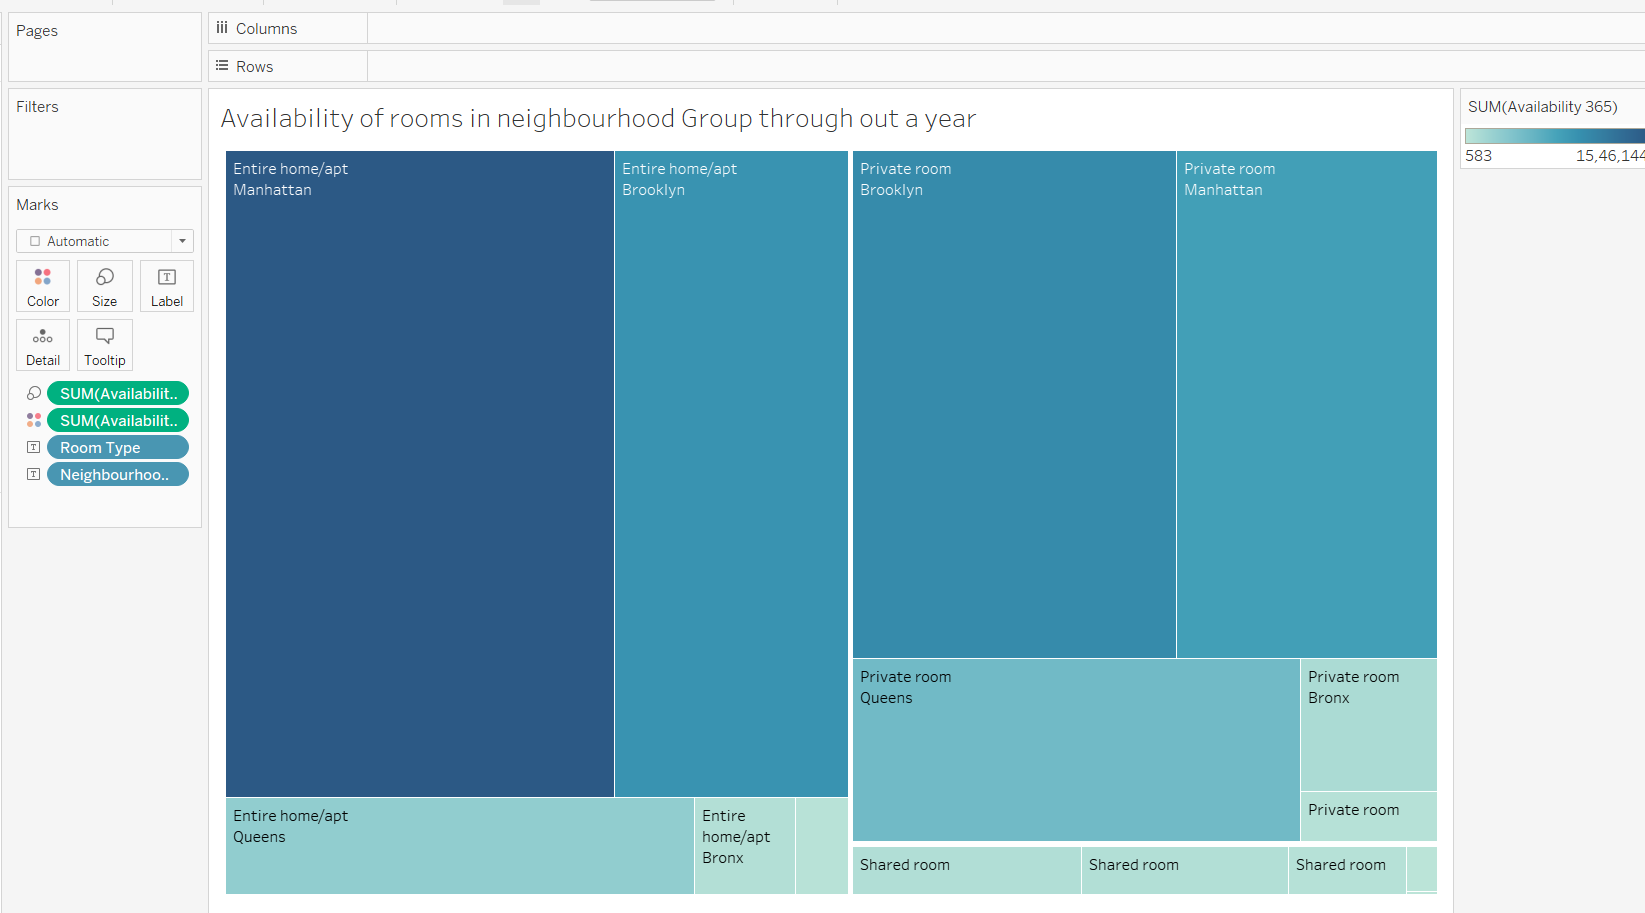 Pages
Columns
Rows
Filters
Marks
Automatic
Color
Size
Label
Detail
Tooltip
SUM(Availabilit..
SUM(Availabilit..
Room Type
Neighbourhoo..
Availability of rooms in neighbourhood Group through out a year
Entire home/apt
Manhattan
Entire home/apt
Brooklyn
Private room
Brooklyn
Private room
Manhattan
Private room
Queens
Private room
Bronx
Private room
Entire home/apt
Queens
Entire
home/apt
Bronx
Shared room
Shared room
Shared room
SUM(Availability 365)
583
15,46,144